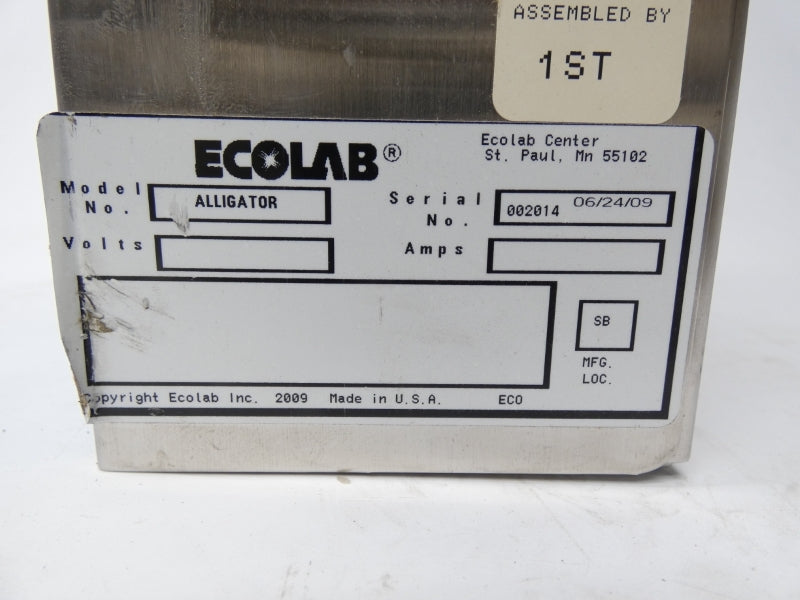 ASSEMBLED BY
1ST
ECOLAB®
Ecolab Center
St. Paul, Mn 55102
Model No. ALLIGATOR
Serial No. 002014 06/24/09
Volts
Amps
SB
MFG.
LOC.
Copyright Ecolab Inc. 2009 Made in U.S.A. ECO